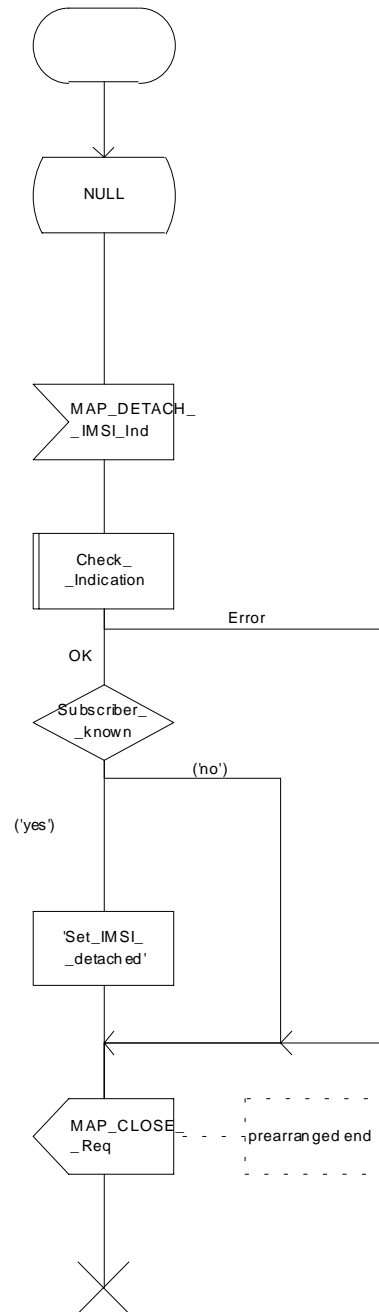 NULL
MAP_DETACH_
_IMSI_Ind
Check_
_Indication
Error
OK
Subscriber_
_known
('no')
('yes')
'Set_IMSI_
_detached'
MAP_CLOSE_
_Req
prearranged end